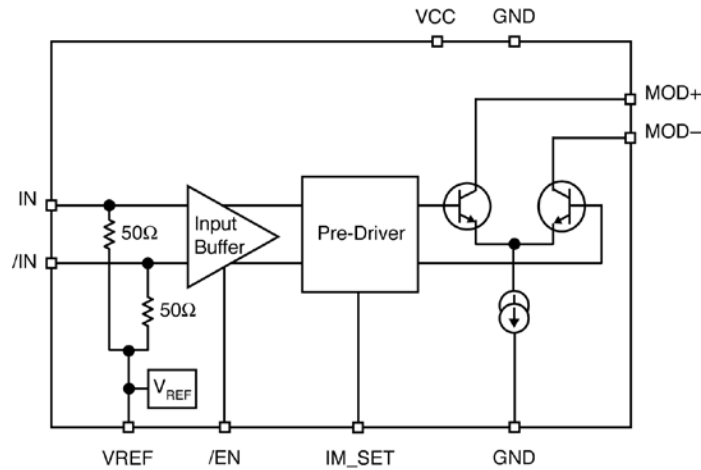 VCC
GND
MOD+
MOD–
IN
/IN
50Ω
50Ω
Input
Buffer
Pre-Driver
VREF
VREF
/EN
IM_SET
GND